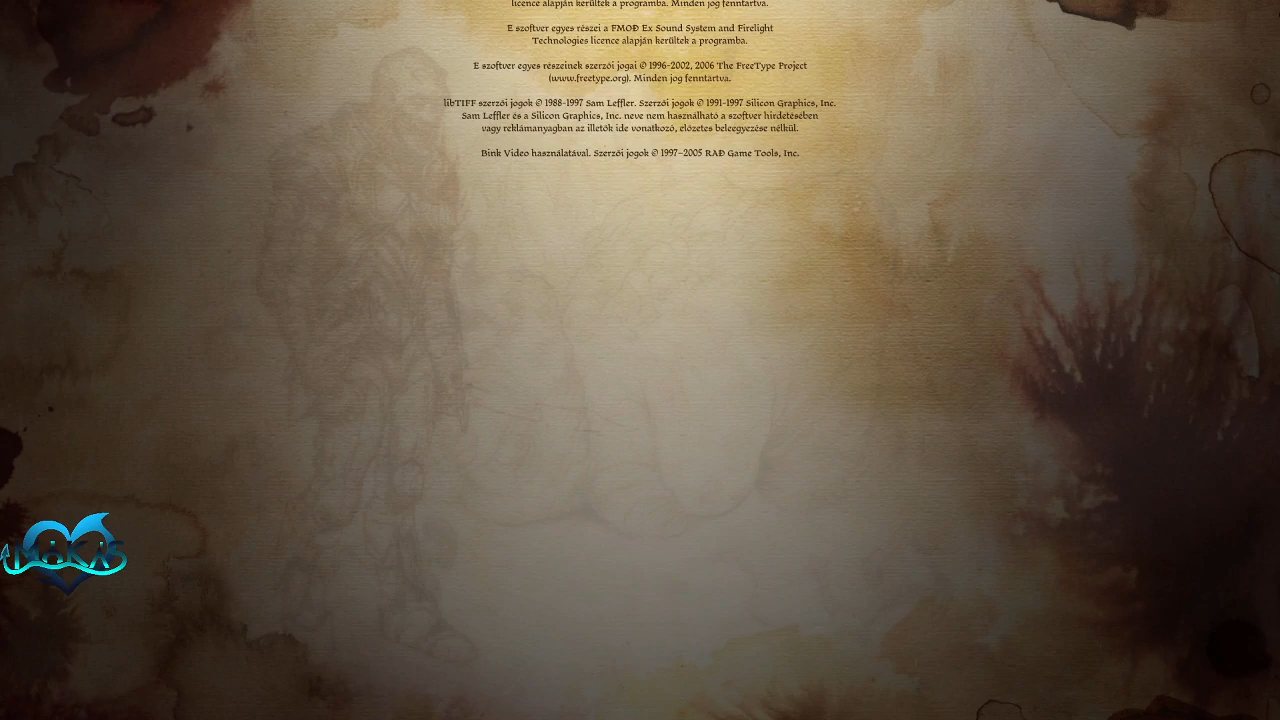 licence alapján kerültek a programba. Minden jog fenntartva.
E szoftver egyes részei a FMOD Ex Sound System and Firelight
Technologies licence alapján kerültek a programba.
E szoftver egyes részeinek szerzői jogai © 1996-2002, 2006 The FreeType Project
(www.freetype.org). Minden jog fenntartva.
libTIFF szerzői jogok © 1988-1997 Sam Leffler. Szerzői jogok © 1991-1997 Silicon Graphics, Inc.
Sam Leffler és a Silicon Graphics, Inc. neve nem használható a szoftver hirdetésében
vagy reklámanyagban az illetők ide vonatkozó, előzetes beleegyezése nélkül.
Bink Video használatával. Szerzői jogok © 1997-2005 RAD Game Tools, Inc.
MAKAS